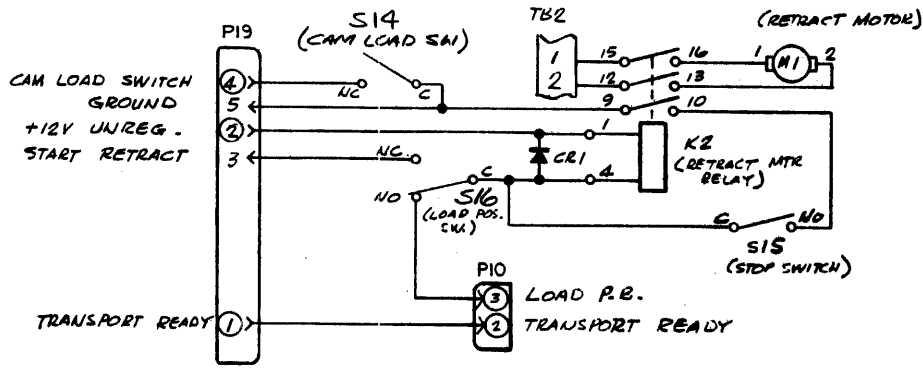 S14
(CAM LOAD SW)
TB2
(RETRACT MOTOR)
P19
CAM LOAD SWITCH 4 NC C
1 15 16 1 M1 2
2 12 13
GROUND 5 9 10
+12V UNREG. 2 1
START RETRACT 3 NC.
CR1
K2
(RETRACT MTR
RELAY)
NO C 4
S16
(LOAD POS.
SW.)
C NO
S15
(STOP SWITCH)
P10
3 LOAD P.R.
TRANSPORT READY 1 2 TRANSPORT READY